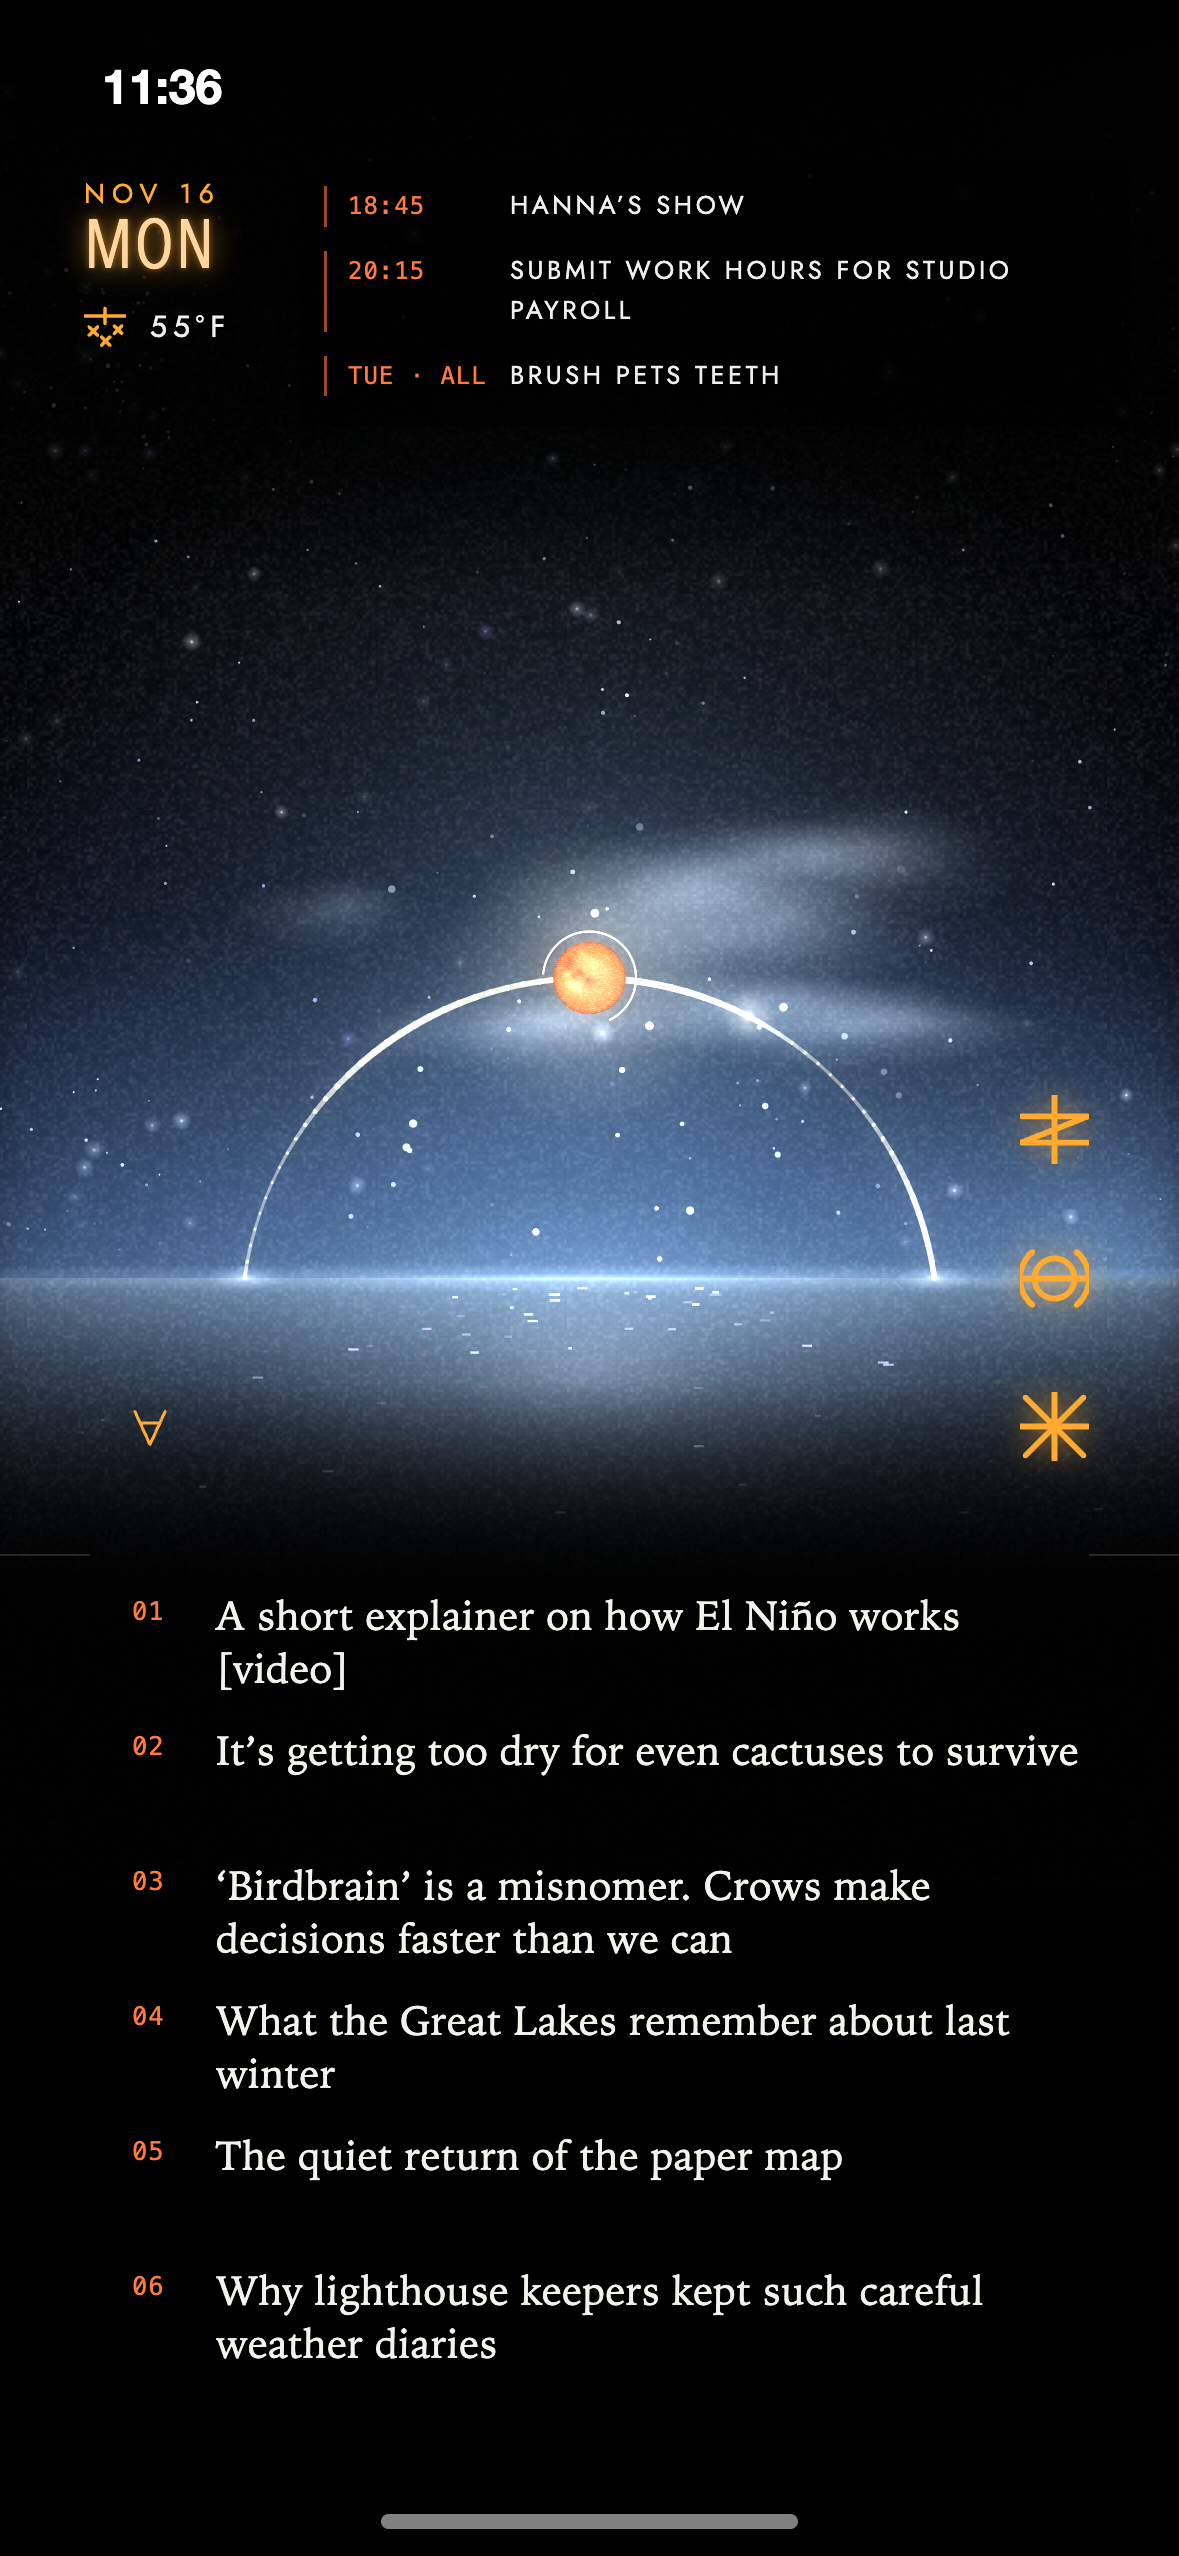 11:36
NOV 16
MON
55°F
18:45 HANNA’S SHOW
20:15 SUBMIT WORK HOURS FOR STUDIO
PAYROLL
TUE · ALL BRUSH PETS TEETH
01 A short explainer on how El Niño works
[video]
02 It’s getting too dry for even cactuses to survive
03 ‘Birdbrain’ is a misnomer. Crows make
decisions faster than we can
04 What the Great Lakes remember about last
winter
05 The quiet return of the paper map
06 Why lighthouse keepers kept such careful
weather diaries